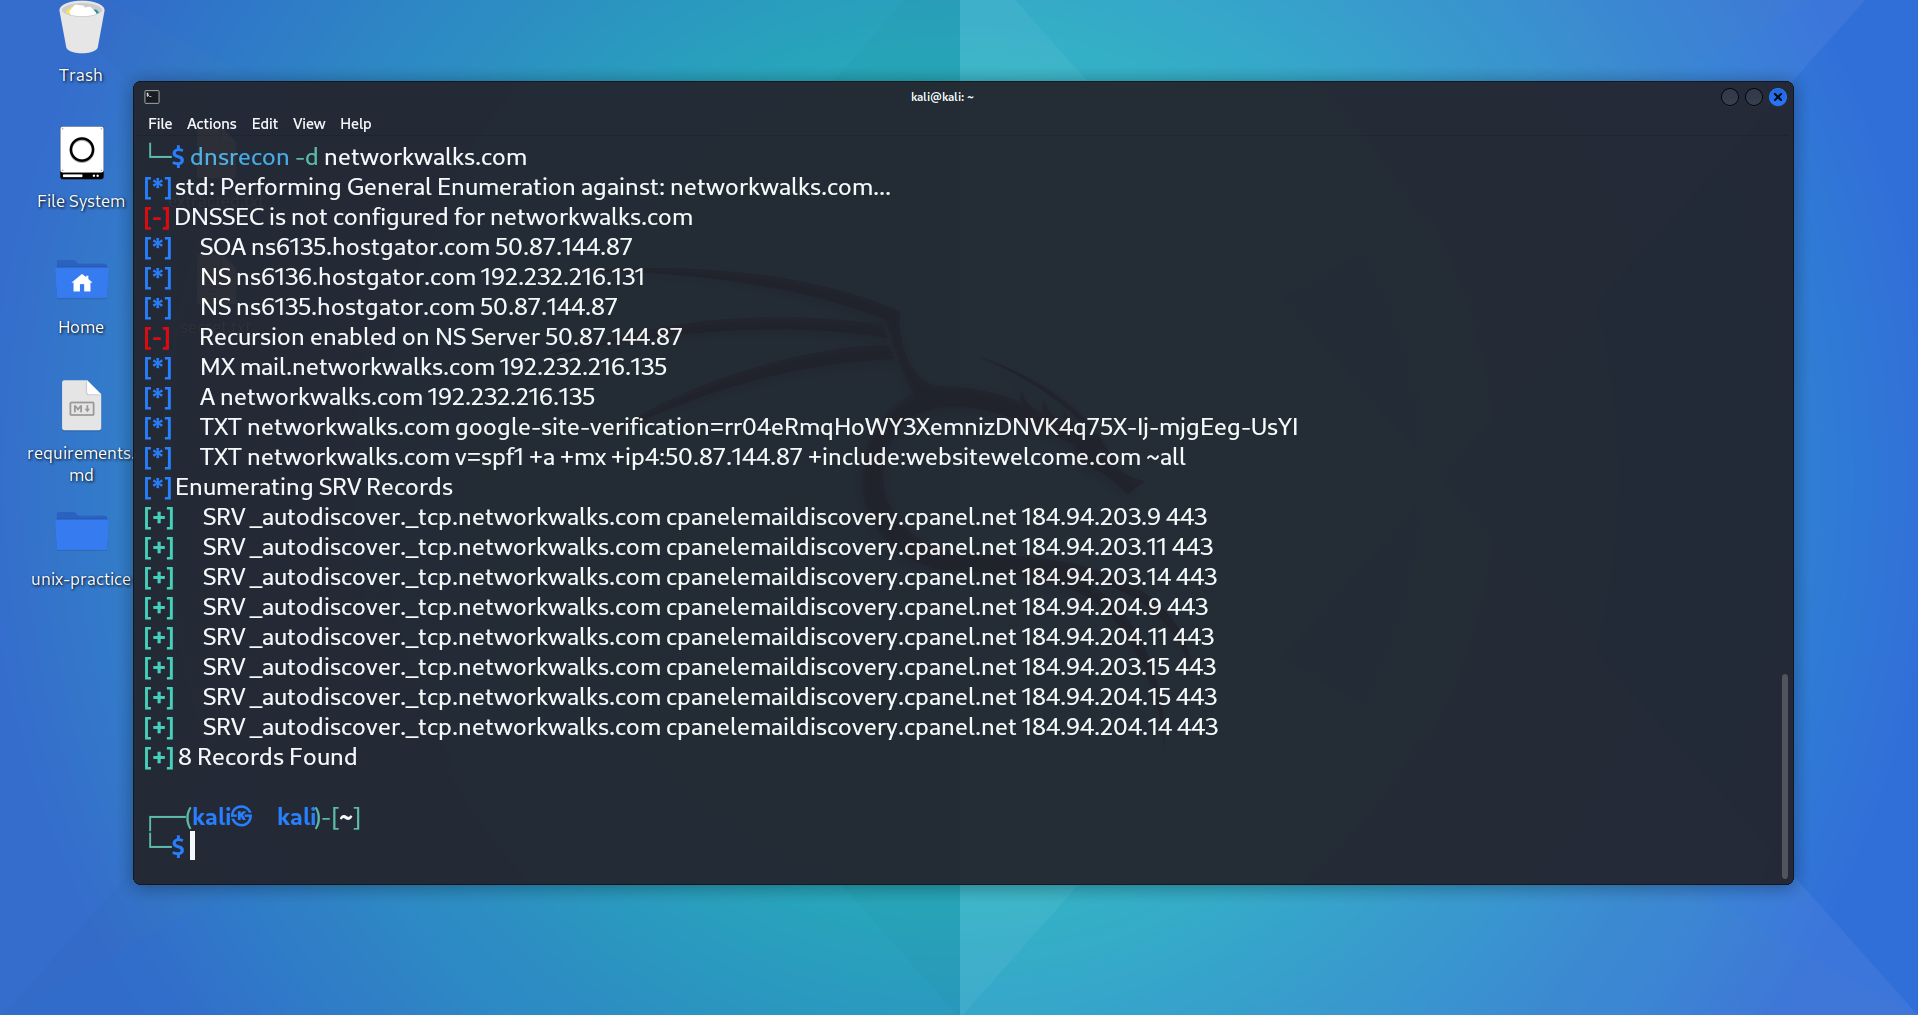 Trash
File System
Home
requirements.
md
unix-practice
kali@kali: ~
File Actions Edit View Help
└─$ dnsrecon -d networkwalks.com
[*] std: Performing General Enumeration against: networkwalks.com...
[-] DNSSEC is not configured for networkwalks.com
[*] SOA ns6135.hostgator.com 50.87.144.87
[*] NS ns6136.hostgator.com 192.232.216.131
[*] NS ns6135.hostgator.com 50.87.144.87
[-] Recursion enabled on NS Server 50.87.144.87
[*] MX mail.networkwalks.com 192.232.216.135
[*] A networkwalks.com 192.232.216.135
[*] TXT networkwalks.com google-site-verification=rr04eRmqHoWY3XemnizDNVK4q75X-Ij-mjgEeg-UsYI
[*] TXT networkwalks.com v=spf1 +a +mx +ip4:50.87.144.87 +include:websitewelcome.com ~all
[*] Enumerating SRV Records
[+] SRV _autodiscover._tcp.networkwalks.com cpanelemaildiscovery.cpanel.net 184.94.203.9 443
[+] SRV _autodiscover._tcp.networkwalks.com cpanelemaildiscovery.cpanel.net 184.94.203.11 443
[+] SRV _autodiscover._tcp.networkwalks.com cpanelemaildiscovery.cpanel.net 184.94.203.14 443
[+] SRV _autodiscover._tcp.networkwalks.com cpanelemaildiscovery.cpanel.net 184.94.204.9 443
[+] SRV _autodiscover._tcp.networkwalks.com cpanelemaildiscovery.cpanel.net 184.94.204.11 443
[+] SRV _autodiscover._tcp.networkwalks.com cpanelemaildiscovery.cpanel.net 184.94.203.15 443
[+] SRV _autodiscover._tcp.networkwalks.com cpanelemaildiscovery.cpanel.net 184.94.204.15 443
[+] SRV _autodiscover._tcp.networkwalks.com cpanelemaildiscovery.cpanel.net 184.94.204.14 443
[+] 8 Records Found
┌──(kali㉿ kali)-[~]
└─$